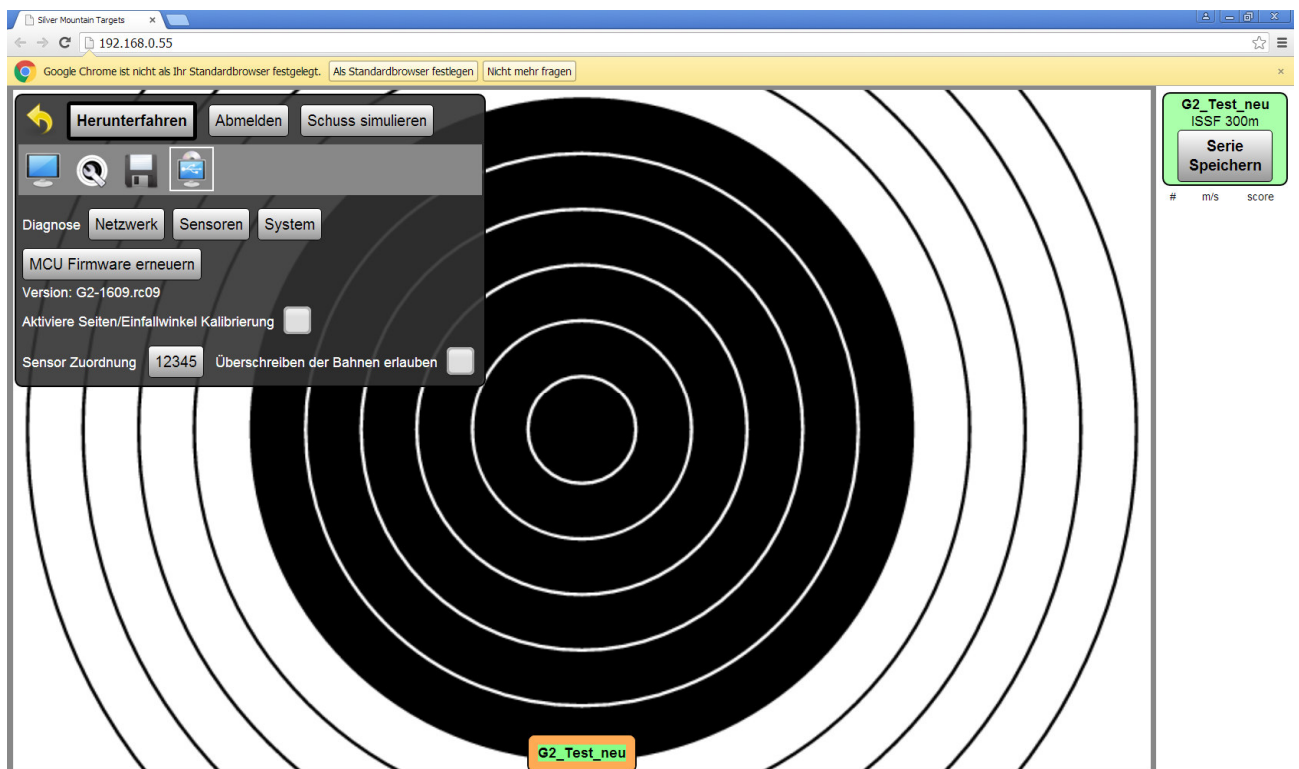 Silver Mountain Targets
192.168.0.55
Google Chrome ist nicht als Ihr Standardbrowser festgelegt. Als Standardbrowser festlegen Nicht mehr fragen
Herunterfahren Abmelden Schuss simulieren
Diagnose Netzwerk Sensoren System
MCU Firmware erneuern
Version: G2-1609.rc09
Aktiviere Seiten/Einfallwinkel Kalibrierung
Sensor Zuordnung 12345 Überschreiben der Bahnen erlauben
G2_Test_neu
ISSF 300m
Serie
Speichern
# m/s score
G2_Test_neu